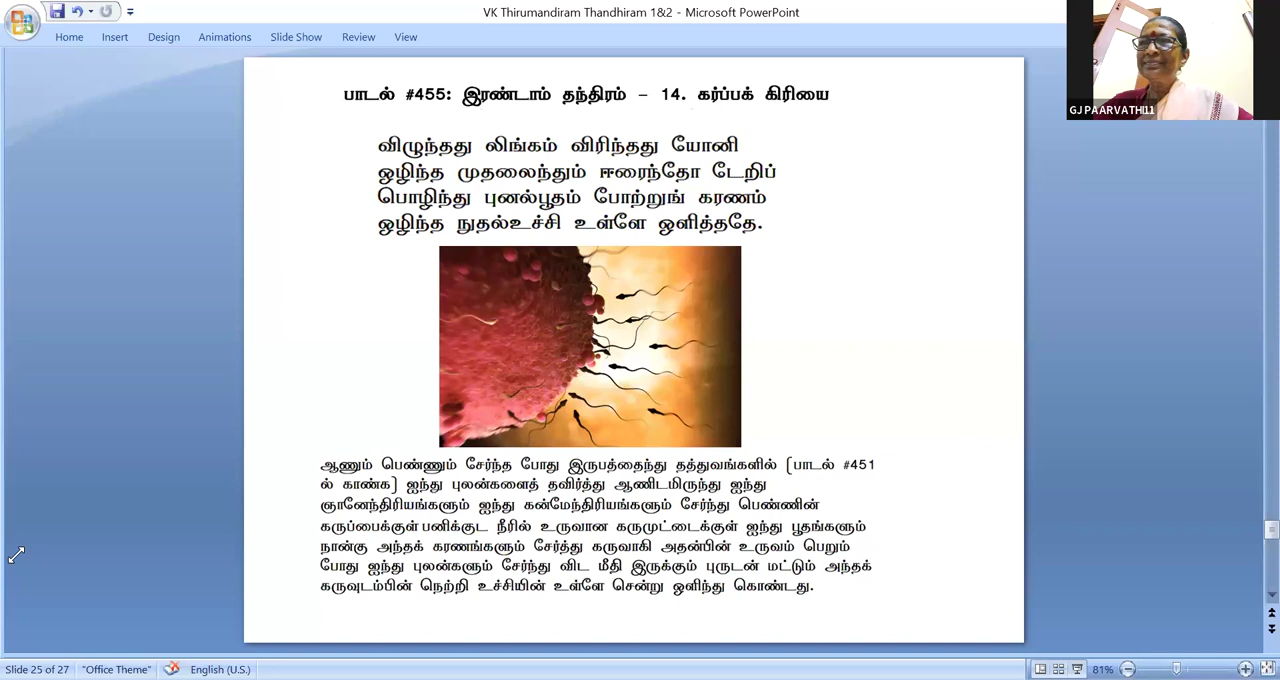 VK Thirumandiram Thandhiram 1&2 - Microsoft PowerPoint
Home Insert Design Animations Slide Show Review View
GJ PAARVATHI11
பாடல் #455: இரண்டாம் தந்திரம் – 14. கர்ப்பக் கிரியை
விழுந்தது லிங்கம் விரிந்தது யோனி
ஒழிந்த முதலைந்தும் ஈரைந்தோ டேறிப்
பொழிந்து புனல்பூதம் போற்றுங் கரணம்
ஒழிந்த நுதல்உச்சி உள்ளே ஒளித்ததே.
ஆணும் பெண்ணும் சேர்ந்த போது இருபத்தைந்து தத்துவங்களில் (பாடல் #451
ல் காண்க) ஐந்து புலன்களைத் தவிர்த்து ஆணிடமிருந்து ஐந்து
ஞானேந்திரியங்களும் ஐந்து கன்மேந்திரியங்களும் சேர்ந்து பெண்ணின்
கருப்பைக்குள் பனிக்குட நீரில் உருவான கருமுட்டைக்குள் ஐந்து பூதங்களும்
நான்கு அந்தக் கரணங்களும் சேர்த்து கருவாகி அதன்பின் உருவம் பெறும்
போது ஐந்து புலன்களும் சேர்ந்து விட மீதி இருக்கும் புருடன் மட்டும் அந்தக்
கருவுடம்பின் நெற்றி உச்சியின் உள்ளே சென்று ஒளிந்து கொண்டது.
Slide 25 of 27 "Office Theme" English (U.S.) 81%